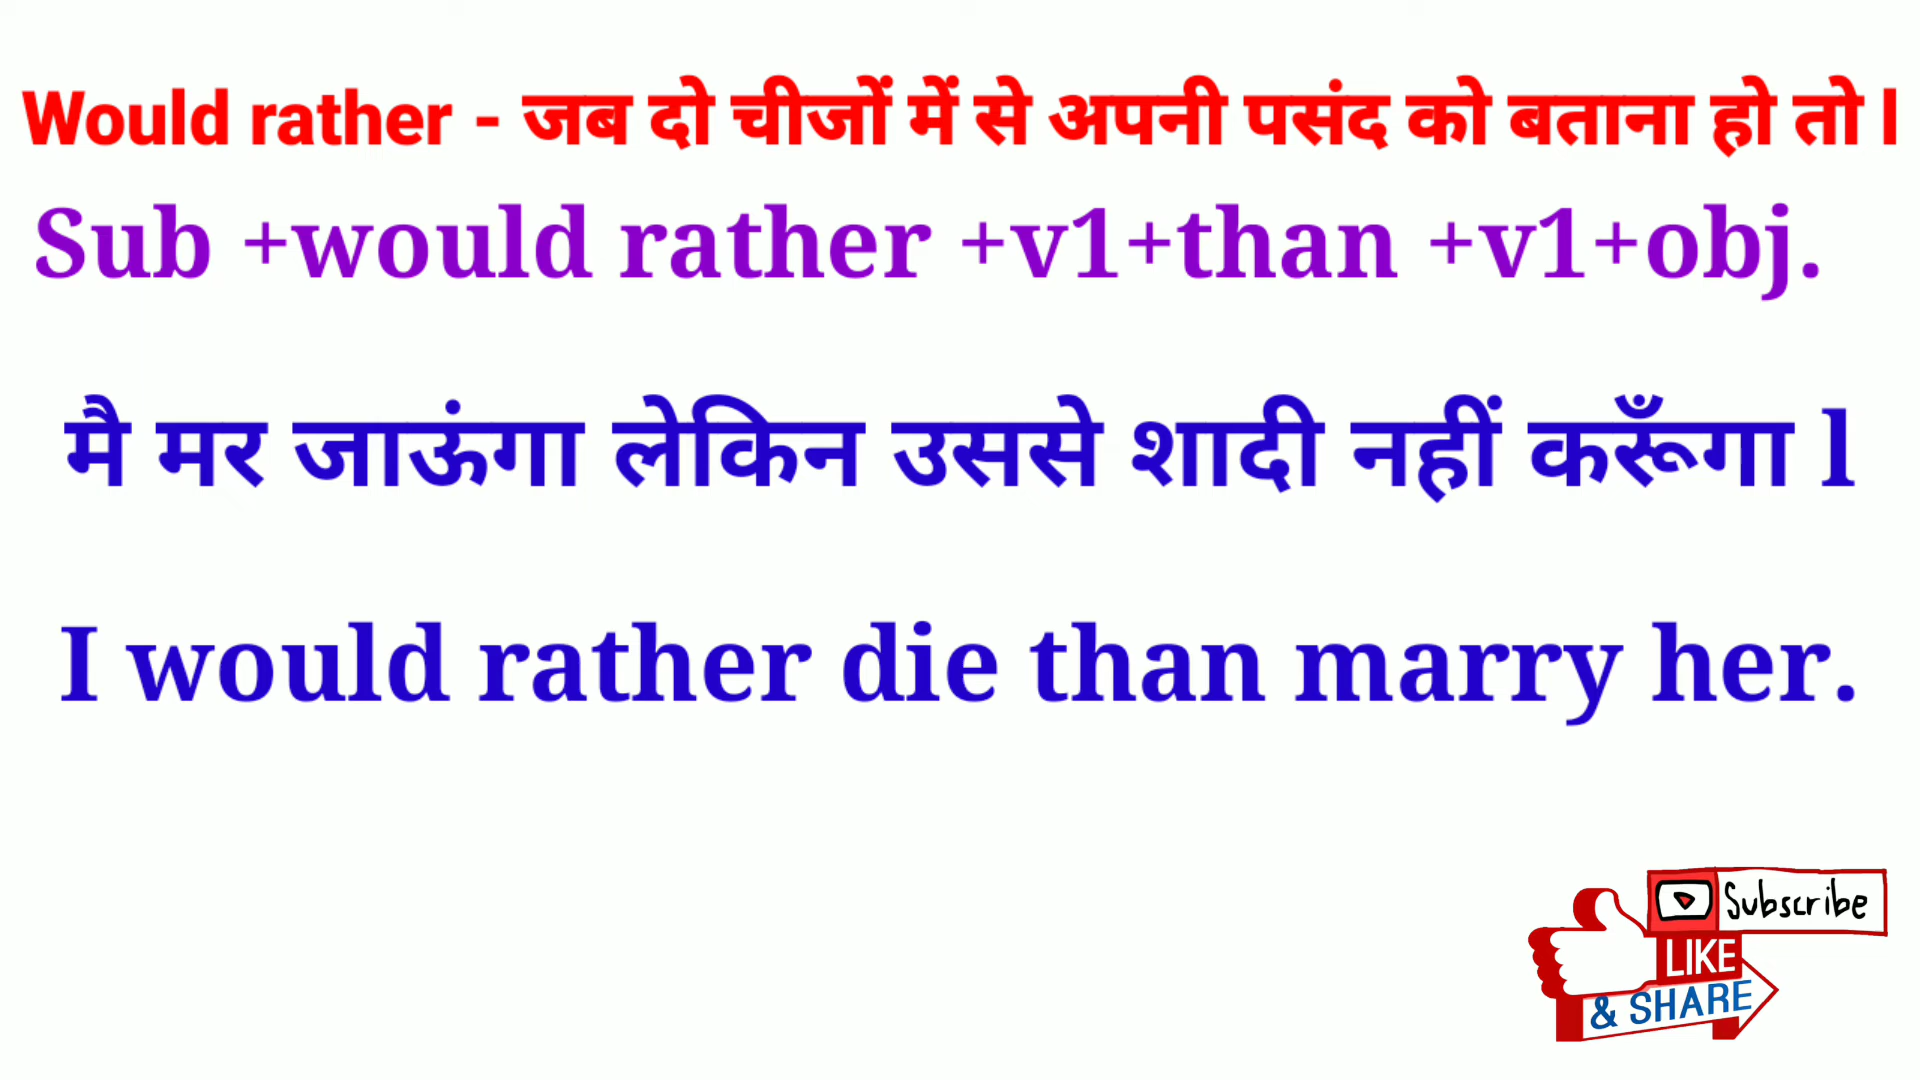 Would rather - जब दो चीजों में से अपनी पसंद को बताना हो तो l
Sub +would rather +v1+than +v1+obj.
मै मर जाऊंगा लेकिन उससे शादी नहीं करूँगा l
I would rather die than marry her.
Subscribe
LIKE
& SHARE